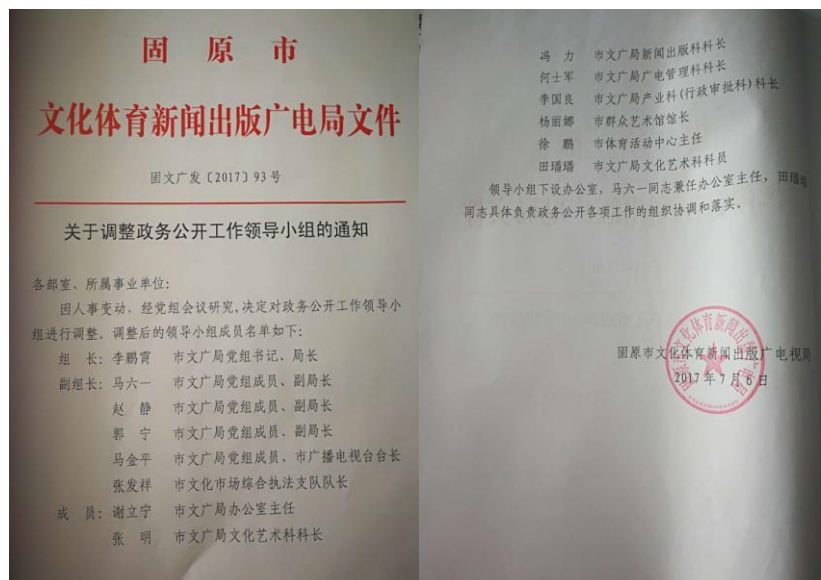 固原市
文化体育新闻出版广电局文件
固文广发〔2017〕93号
关于调整政务公开工作领导小组的通知
各部室、所属事业单位:
因人事变动、经党组会议研究,决定对政务公开工作领导小
组进行调整。调整后的领导小组成员名单如下:
组 长: 李鹏霄 市文广局党组书记、局长
副组长: 马六一 市文广局党组成员、副局长
赵 静 市文广局党组成员、副局长
郭 宁 市文广局党组成员、副局长
马金平 市文广局党组成员、市广播电视台台长
张发祥 市文化市场综合执法支队队长
成 员: 谢立宁 市文广局办公室主任
张 明 市文广局文化艺术科科长
冯 力 市文广局新闻出版科科长
何士军 市文广局广电管理科科长
李国良 市文广局产业科(行政审批科)科长
杨丽娜 市群众艺术馆馆长
徐 鹏 市体育活动中心主任
田璠璠 市文广局文化艺术科科员
领导小组下设办公室,马六一同志兼任办公室主任,田璠璠
同志具体负责政务公开各项工作的组织协调和落实。
固原市文化体育新闻出版广电视局
2017年7月6日